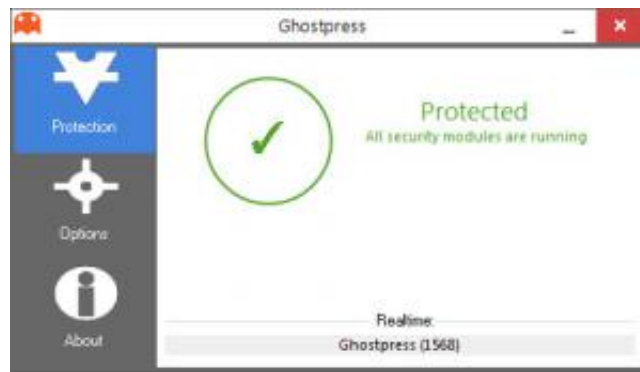 Ghostpress
Protection
Options
About
Protected
All security modules are running
Realtime:
Ghostpress (1568)